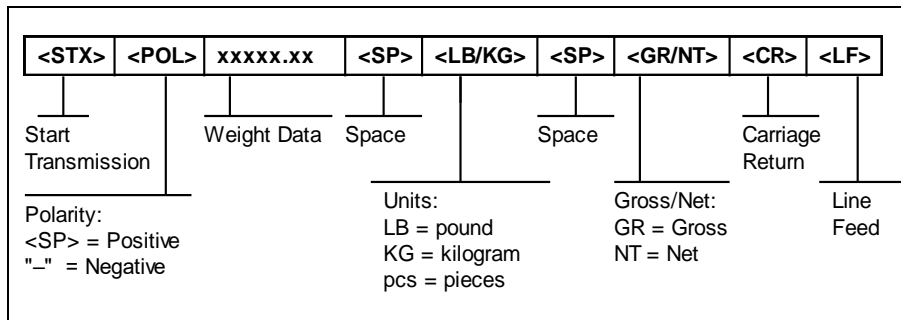 <STX> <POL> xxxxx.xx <SP> <LB/KG> <SP> <GR/NT> <CR> <LF>
Start
Transmission
Weight Data
Space
Space
Carriage
Return
Polarity:
<SP> = Positive
"–" = Negative
Units:
LB = pound
KG = kilogram
pcs = pieces
Gross/Net:
GR = Gross
NT = Net
Line
Feed